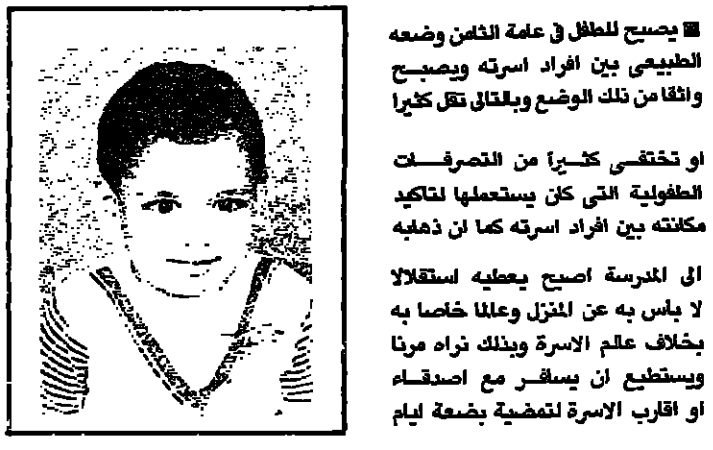 ■ يصبح للطفل في عامة الثامن وضعه
الطبيعى بين افراد اسرته ويصبح
واثقا من ذلك الوضع وبالتالى تقل كثيرا
او تختفى كثيراً من التصرفات
الطفولية التى كان يستعملها لتاكيد
مكانته بين افراد اسرته كما ان ذهابه
الى المدرسة اصبح يعطيه استقلالا
لا باس به عن المنزل وعالما خاصا به
بخلاف عالم الاسرة وبذلك نراه مرنا
ويستطيع ان يسافر مع اصدقاء
او اقارب الاسرة لتمضية بضعة ايام